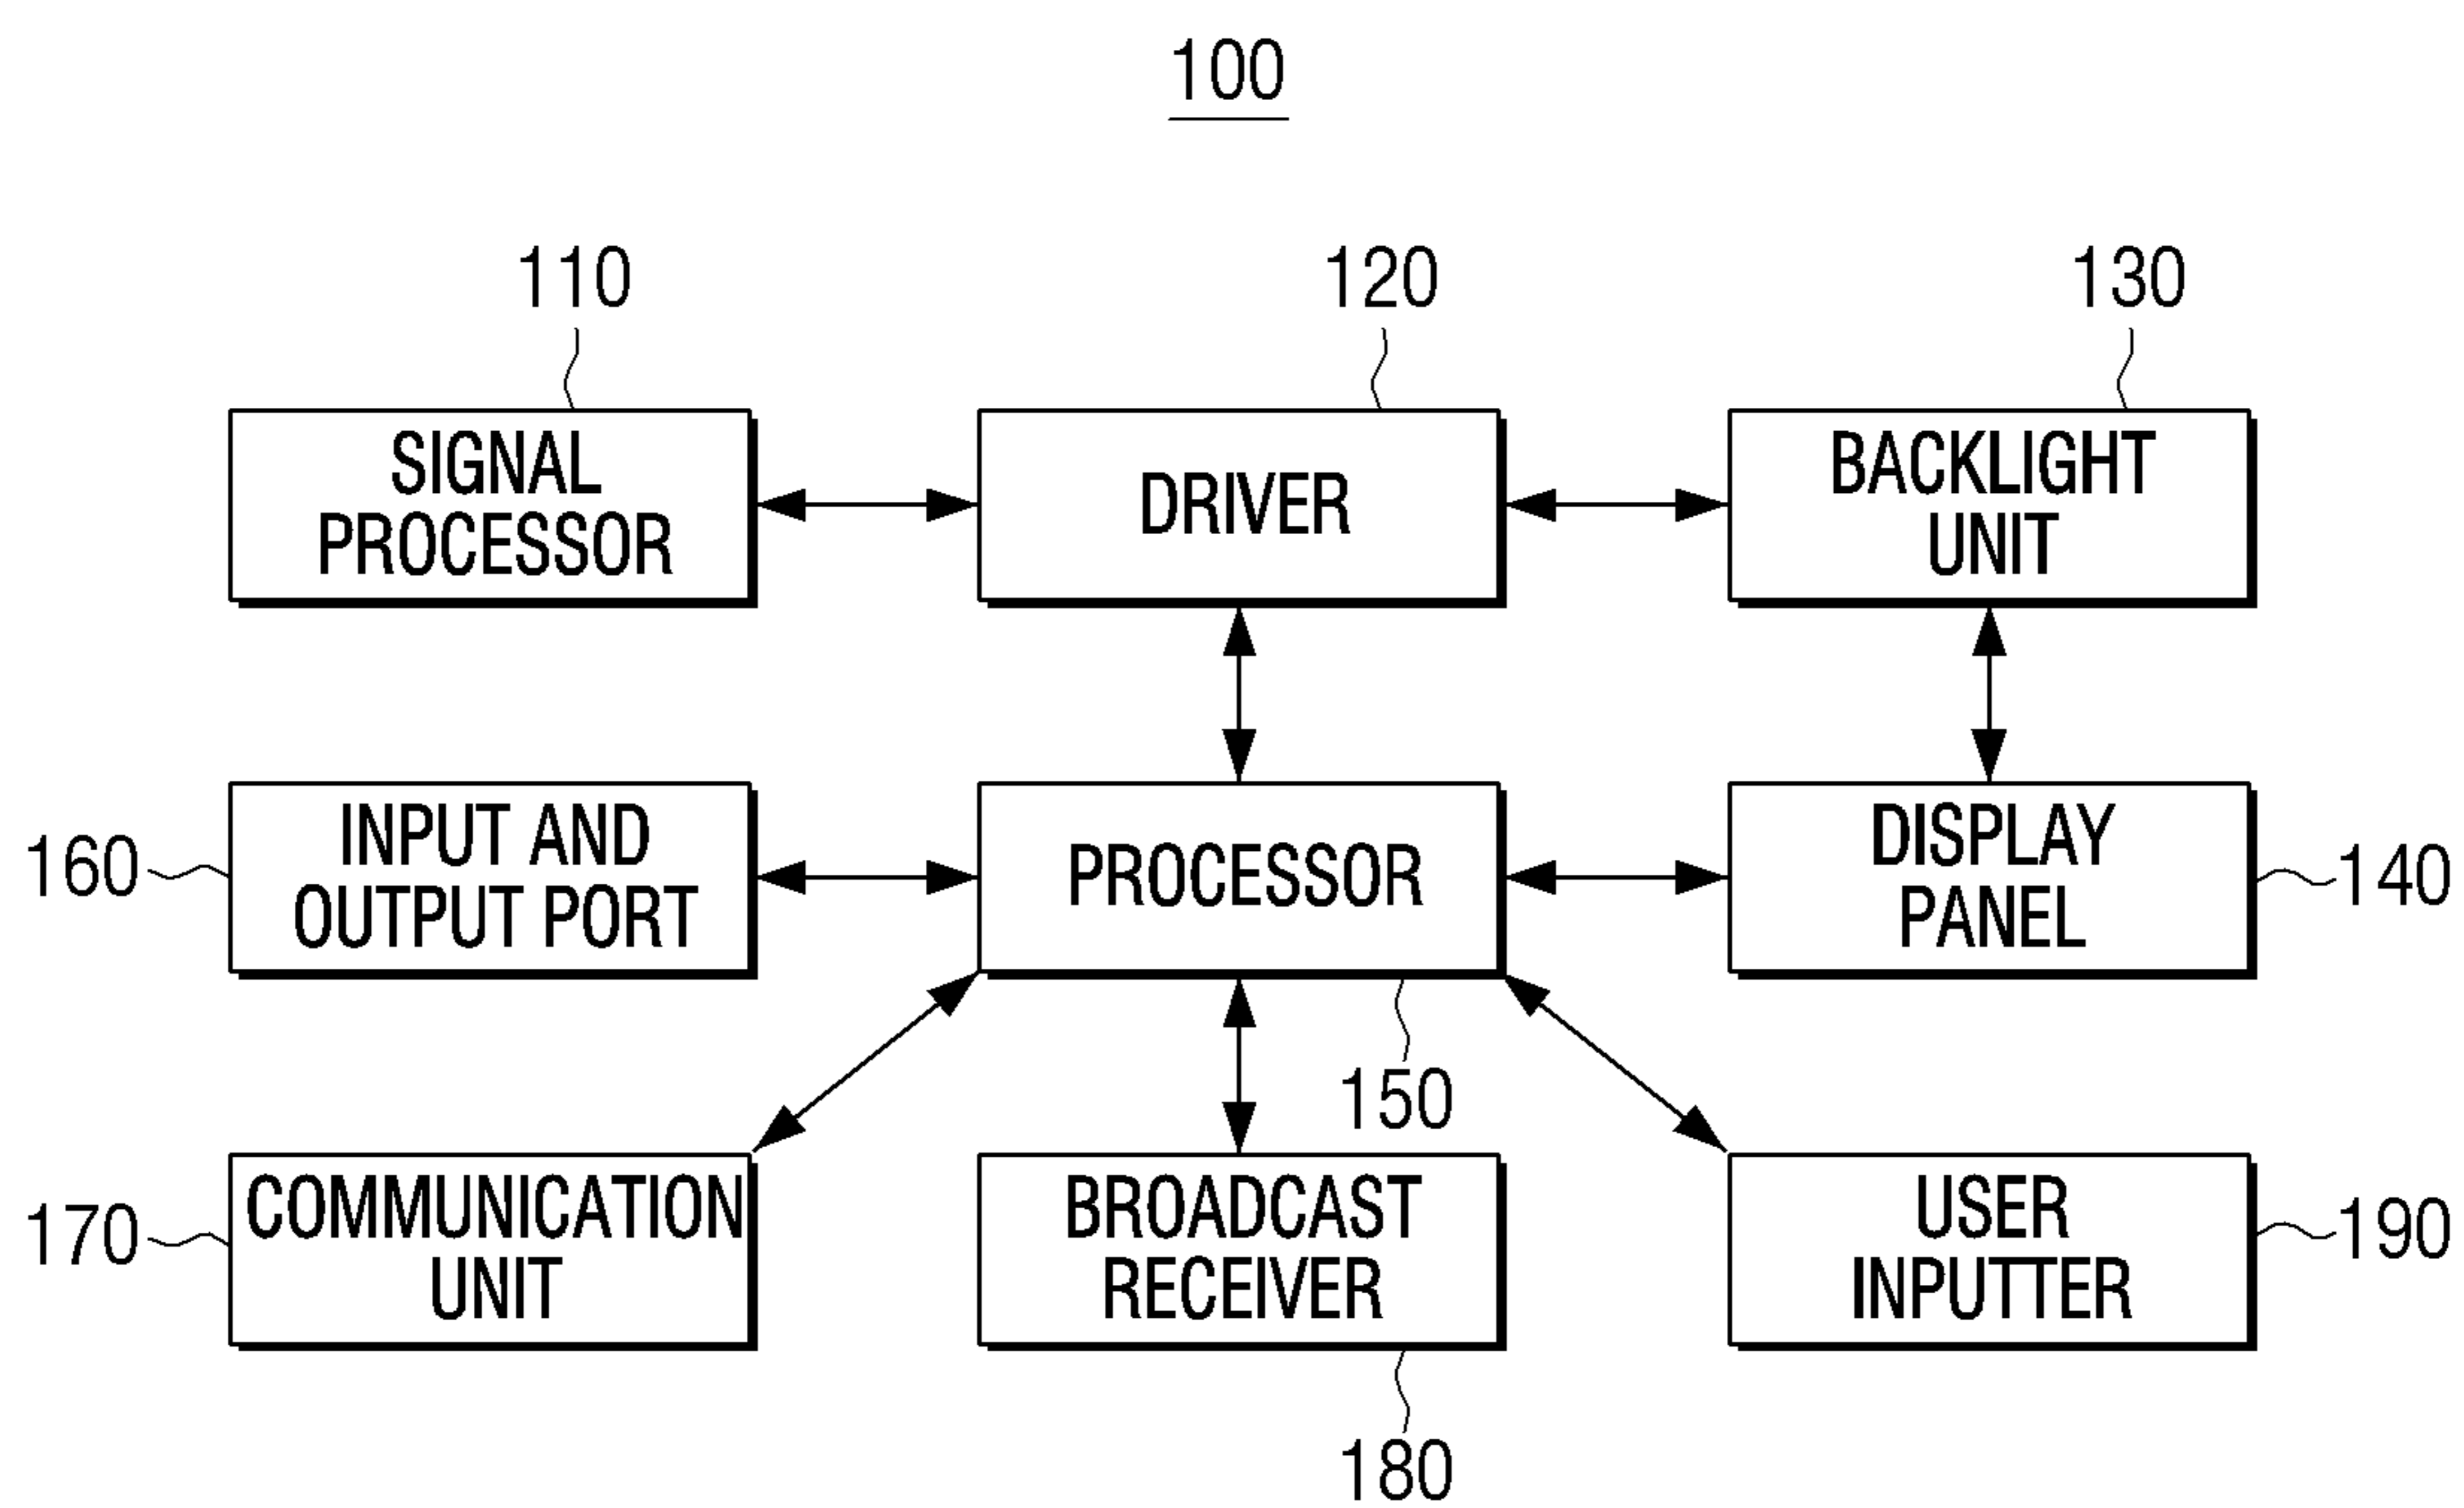 100
110
120
130
SIGNAL
PROCESSOR
DRIVER
BACKLIGHT
UNIT
160
INPUT AND
OUTPUT PORT
PROCESSOR
DISPLAY
PANEL
140
150
170
COMMUNICATION
UNIT
BROADCAST
RECEIVER
USER
INPUTTER
190
180